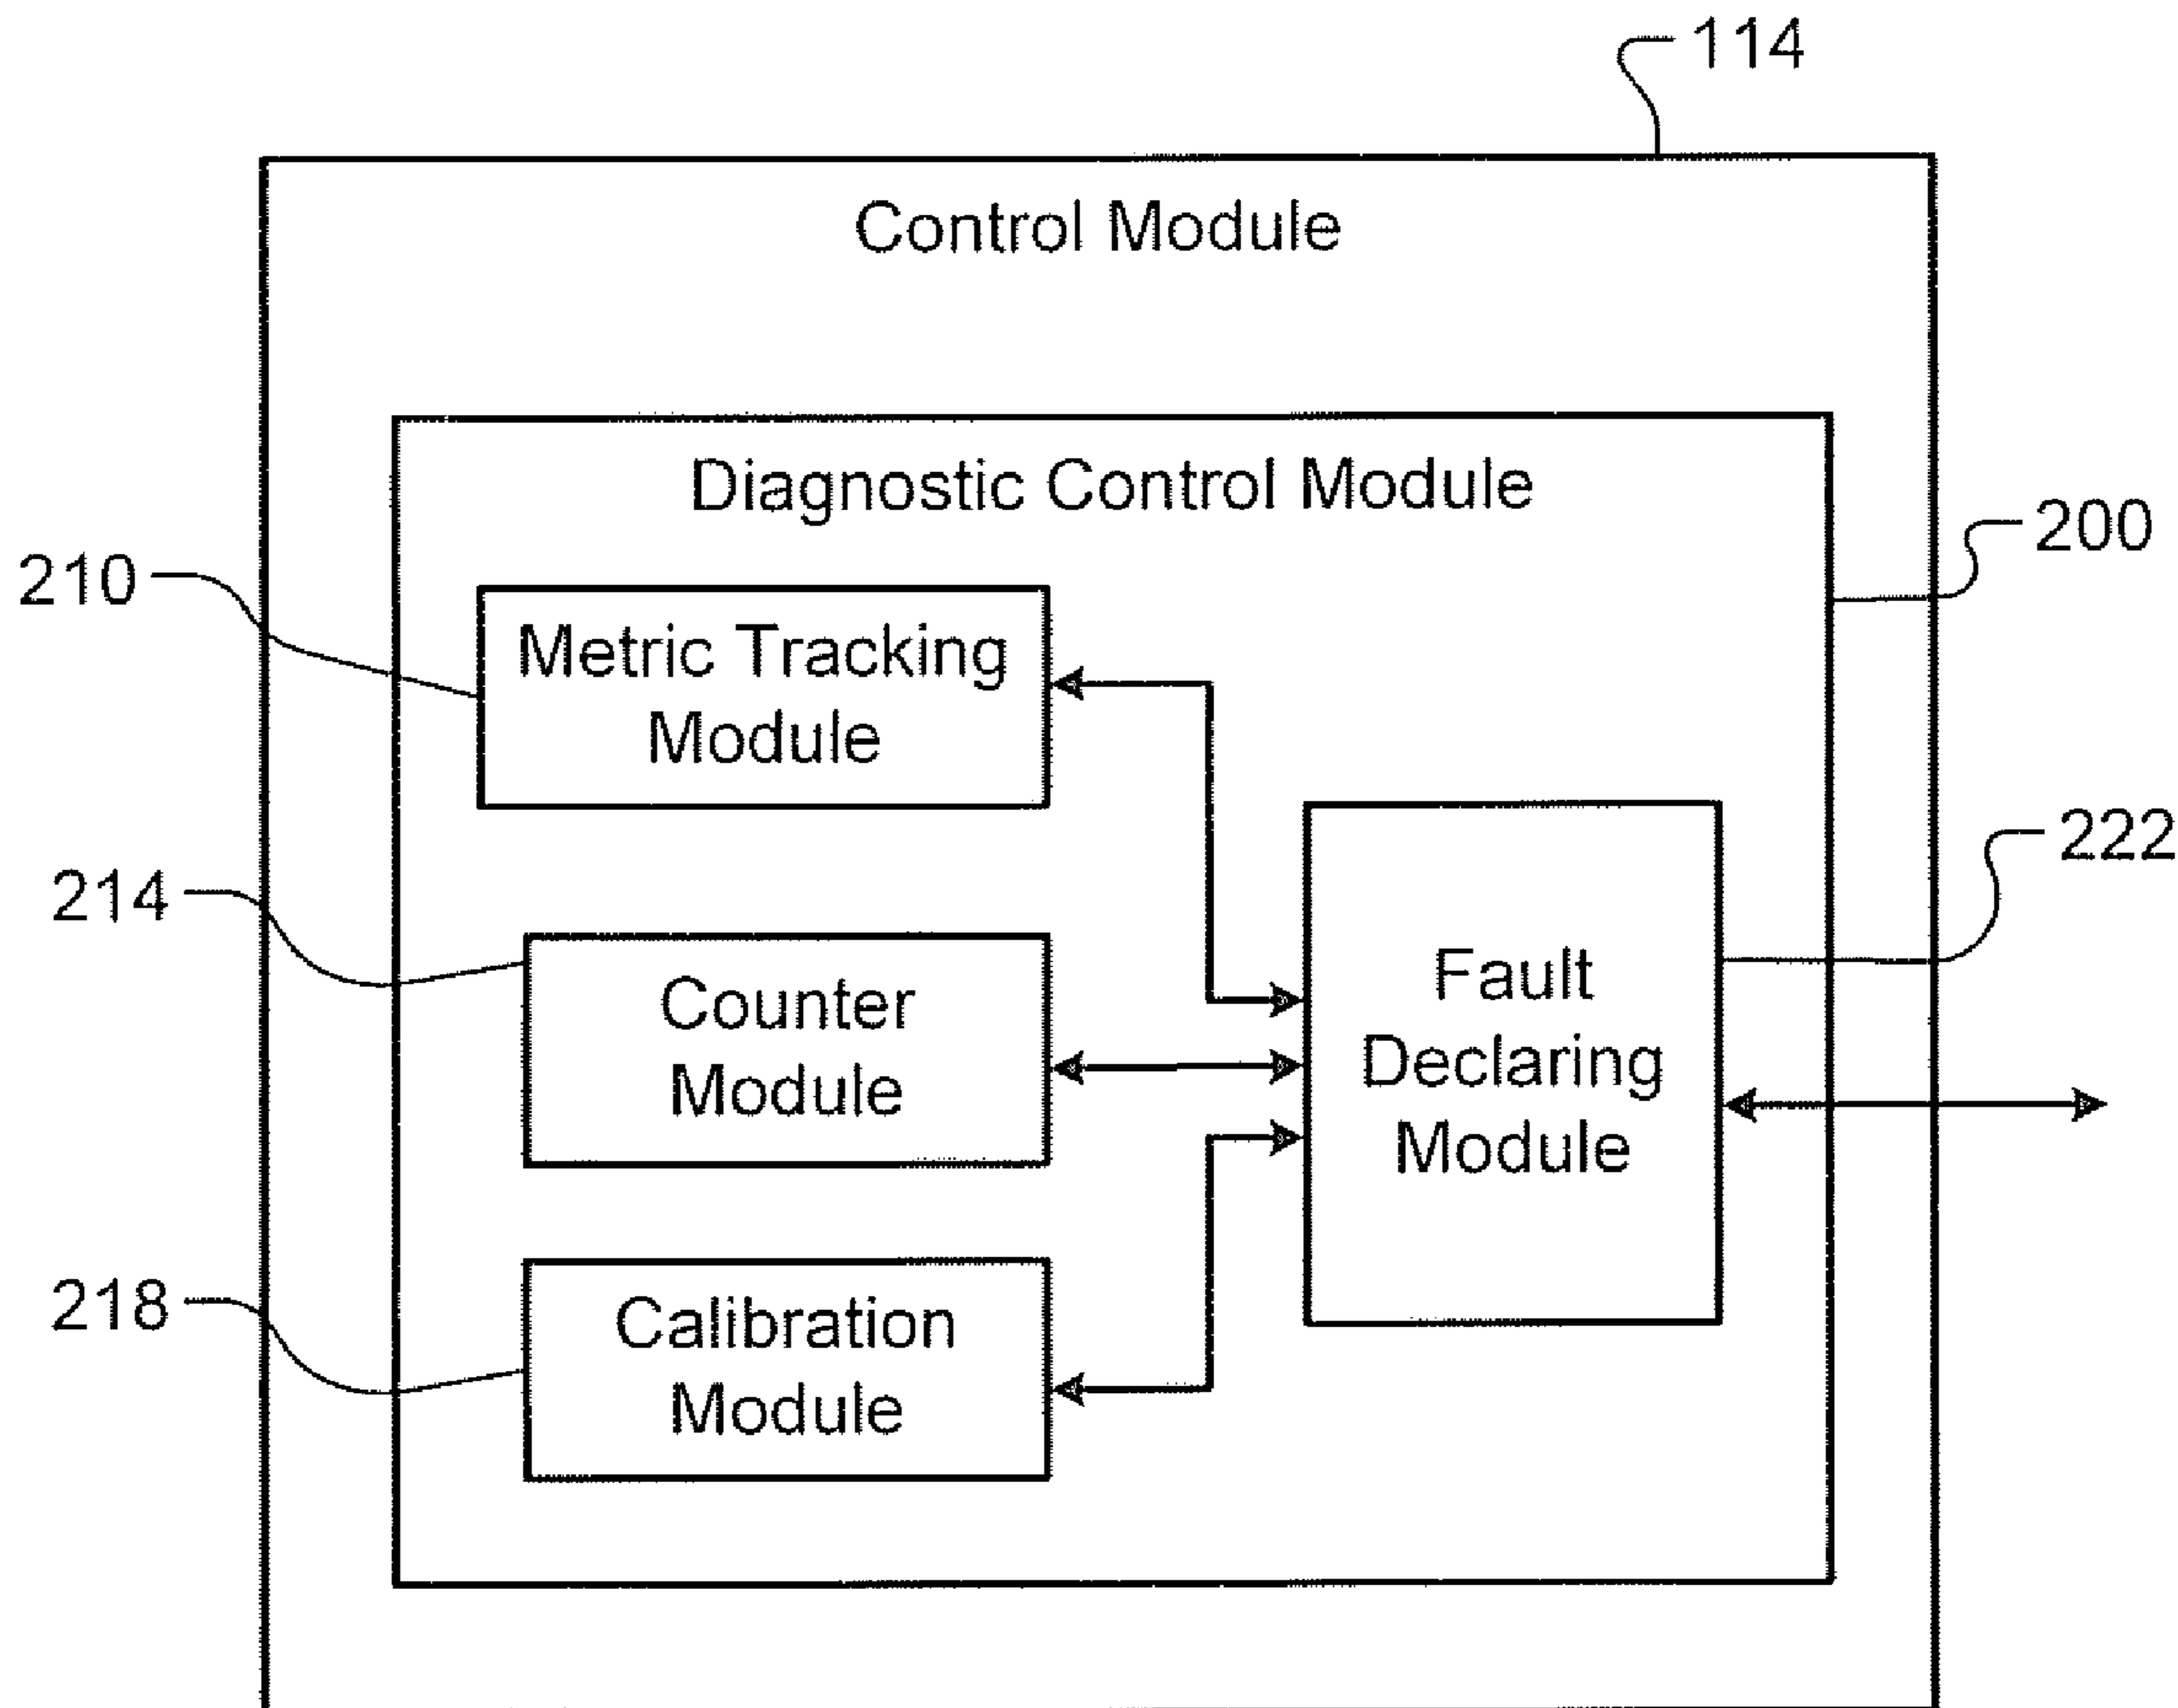 114
Control Module
Diagnostic Control Module
200
210
Metric Tracking
Module
222
214
Counter
Module
Fault
Declaring
Module
218
Calibration
Module